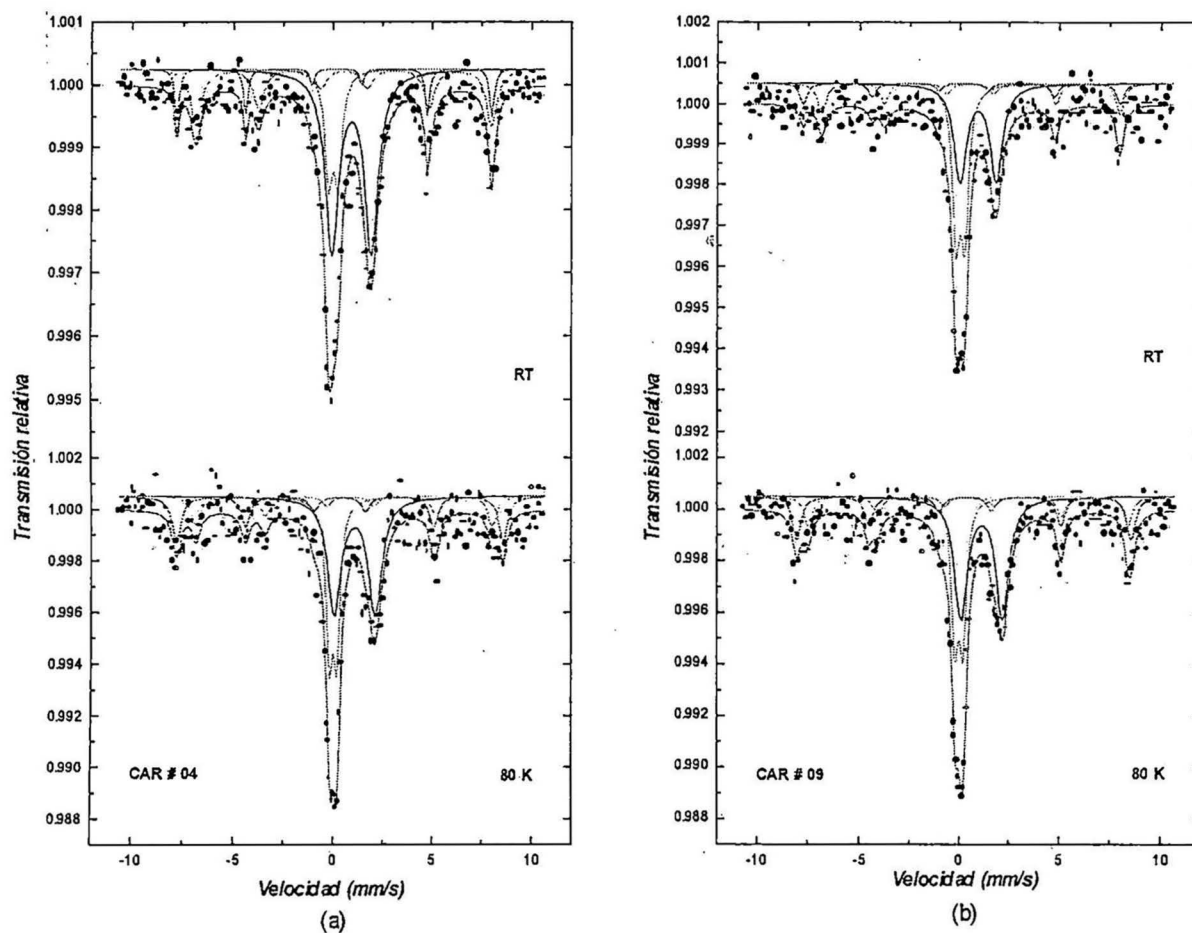 1.001
1.000
0.999
0.998
0.997
0.996
0.995
RT
1.002
1.000
0.998
0.996
0.994
0.992
0.990
0.988
CAR # 04
80 K
-10 -5 0 5 10
Transmisión relativa
Transmisión relativa
Velocidad (mm/s)
(a)
1.002
1.001
1.000
0.999
0.998
0.997
0.996
0.995
0.994
0.993
0.992
RT
1.002
1.000
0.998
0.996
0.994
0.992
0.990
0.988
CAR # 09
80 K
-10 -5 0 5 10
Transmisión relativa
Transmisión relativa
Velocidad (mm/s)
(b)